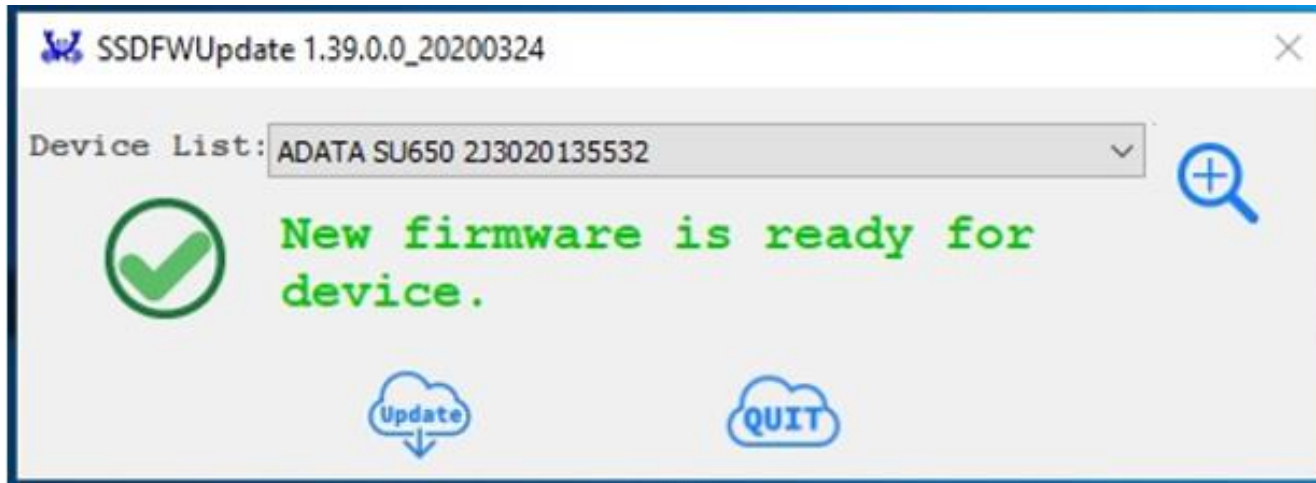 SSDFWUpdate 1.39.0.0_20200324
Device List: ADATA SU650 2J3020135532
New firmware is ready for
device.
Update QUIT